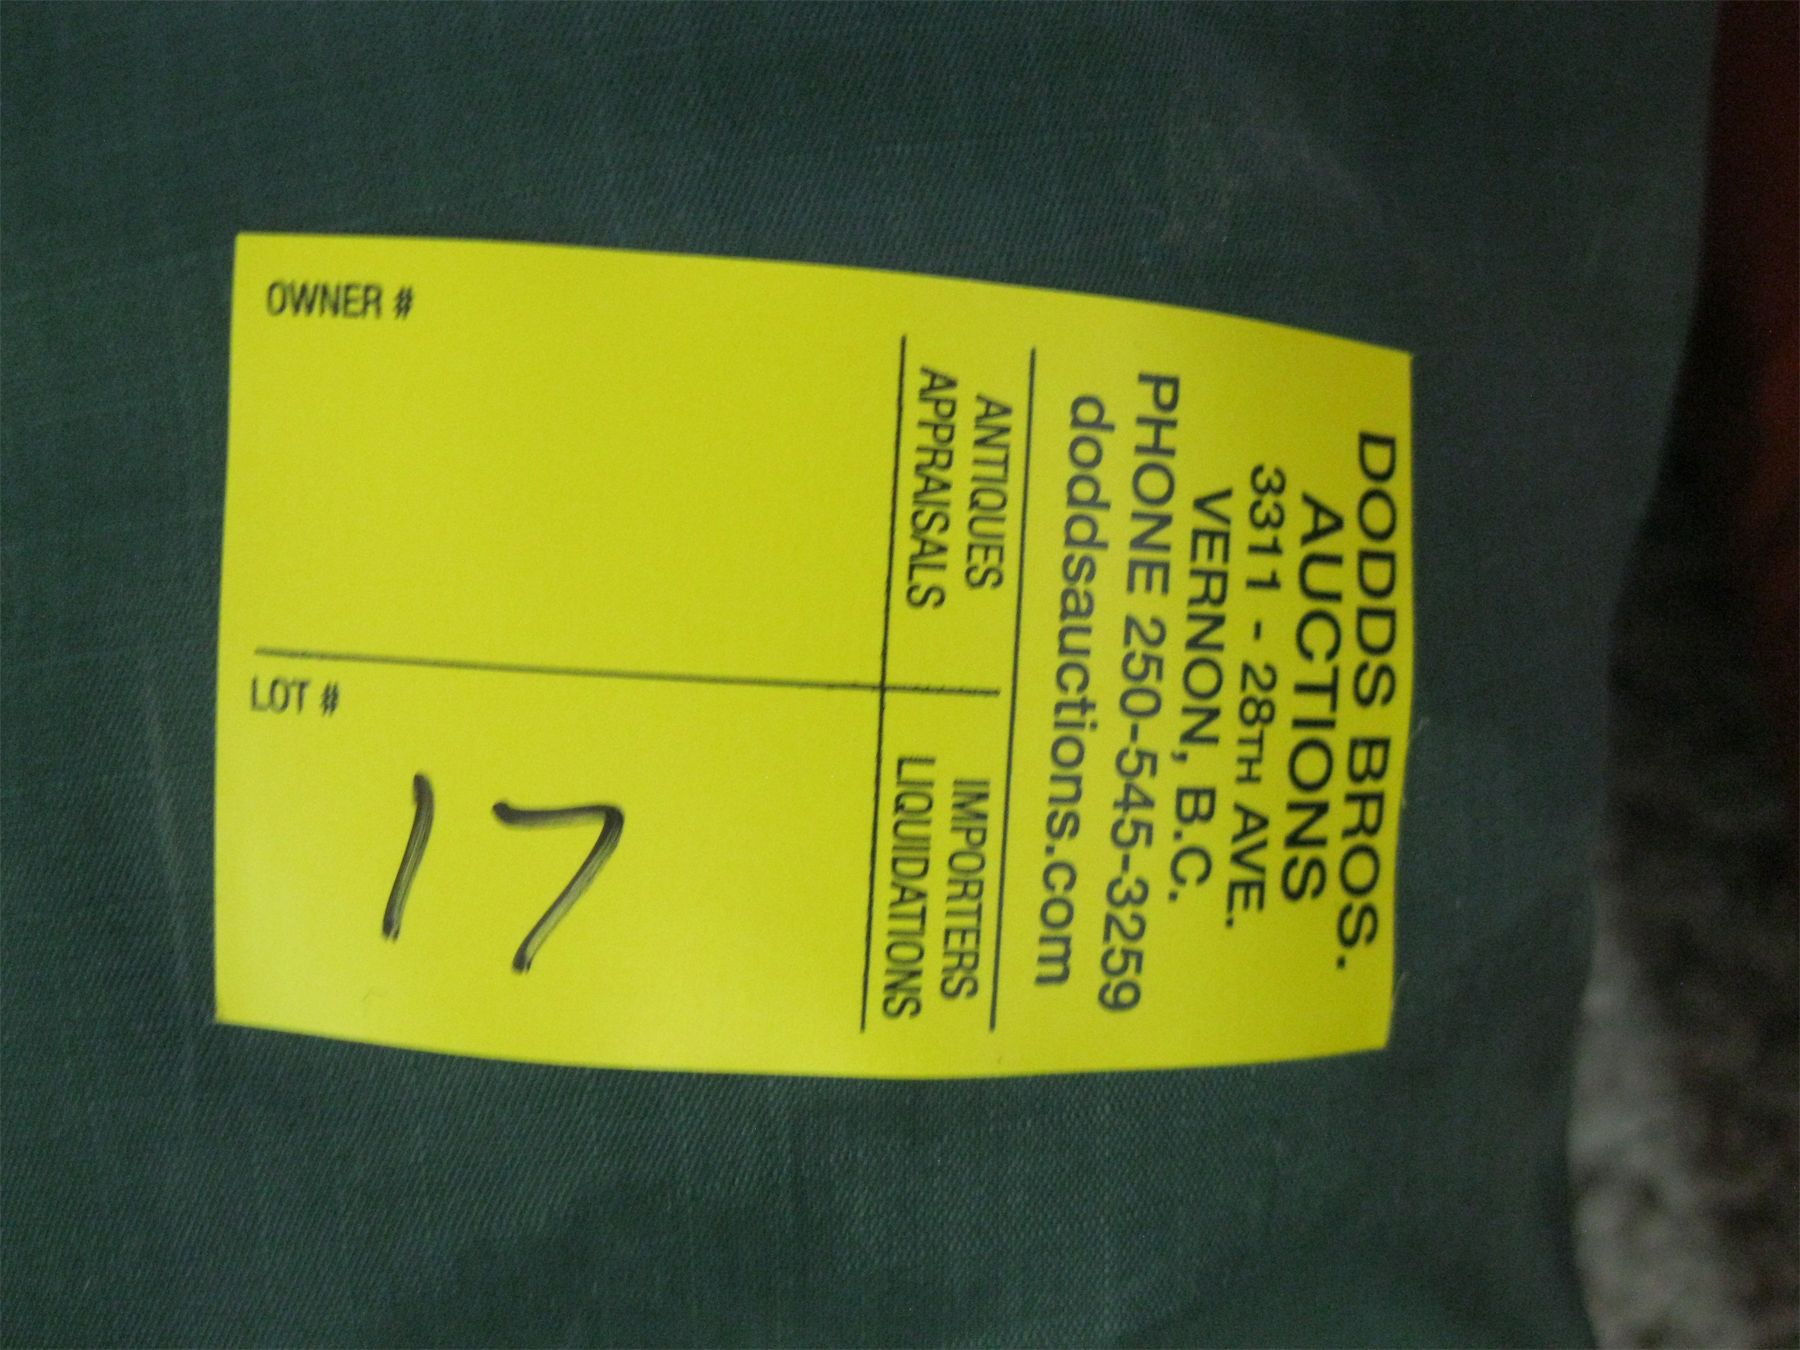 DODDS BROS.
AUCTIONS
3311 - 28TH AVE.
VERNON, B.C.
PHONE 250-545-3259
doddsauctions.com
ANTIQUES
APPRAISALS
IMPORTERS
LIQUIDATIONS
OWNER #
LOT #
17